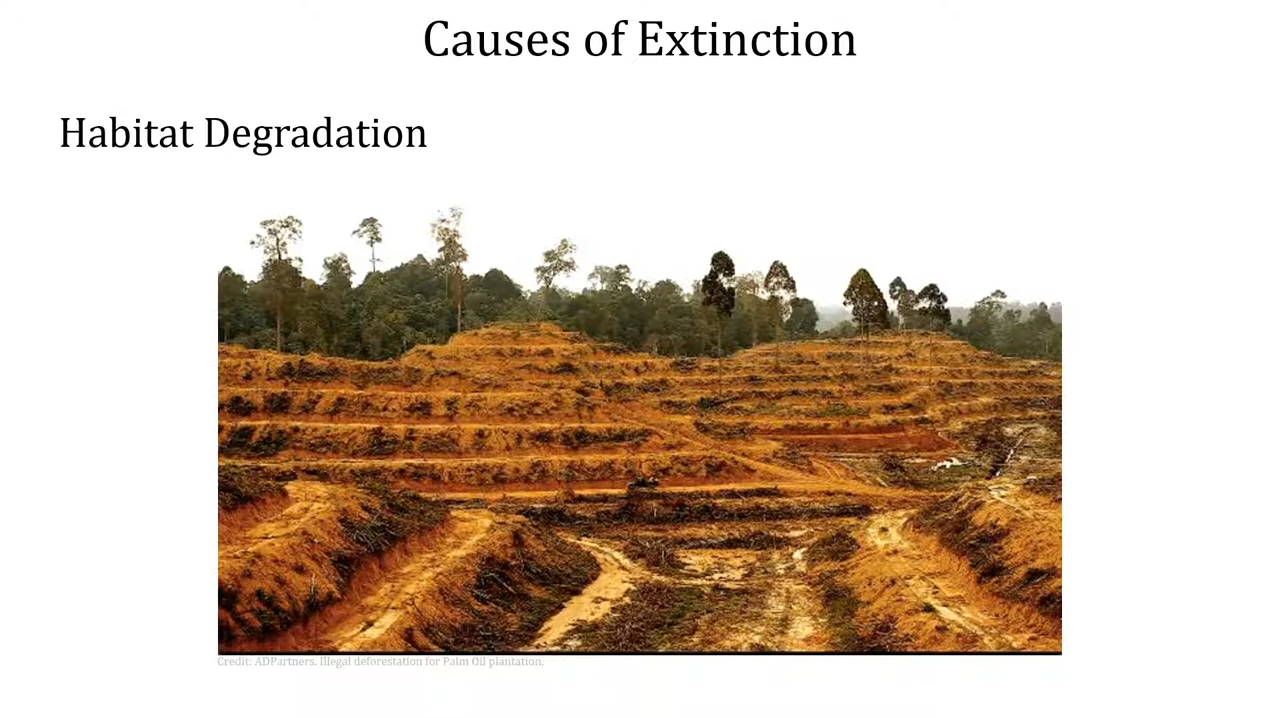 Causes of Extinction
Habitat Degradation
Credit: ADPartners. Illegal deforestation for Palm Oil plantation.